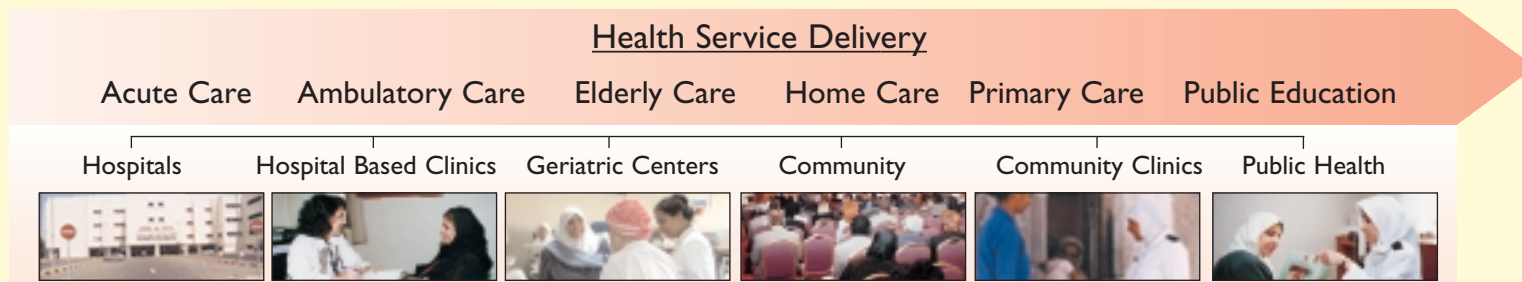 Health Service Delivery
Acute Care Ambulatory Care Elderly Care Home Care Primary Care Public Education
Hospitals Hospital Based Clinics Geriatric Centers Community Community Clinics Public Health